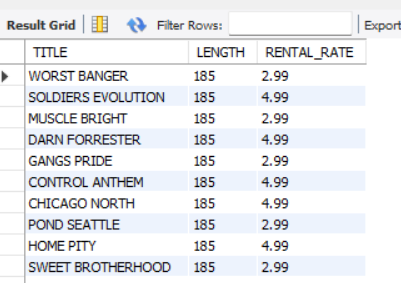 Result Grid Filter Rows: Export
TITLE LENGTH RENTAL_RATE
WORST BANGER 185 2.99
SOLDIERS EVOLUTION 185 4.99
MUSCLE BRIGHT 185 2.99
DARN FORRESTER 185 4.99
GANGS PRIDE 185 2.99
CONTROL ANTHEM 185 4.99
CHICAGO NORTH 185 4.99
POND SEATTLE 185 2.99
HOME PITY 185 4.99
SWEET BROTHERHOOD 185 2.99